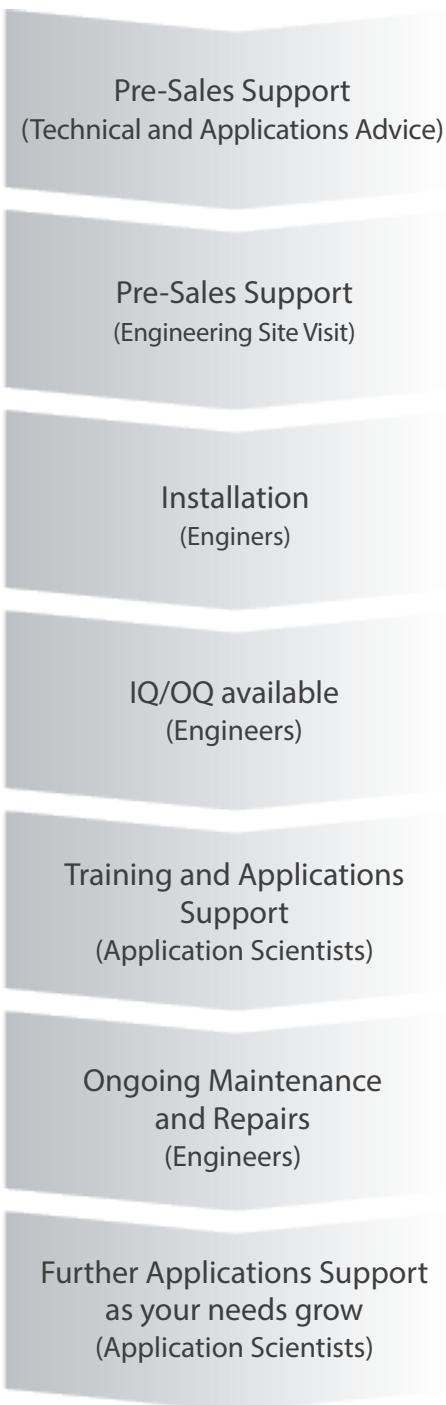 Pre-Sales Support
(Technical and Applications Advice)
Pre-Sales Support
(Engineering Site Visit)
Installation
(Enginers)
IQ/OQ available
(Engineers)
Training and Applications
Support
(Application Scientists)
Ongoing Maintenance
and Repairs
(Engineers)
Further Applications Support
as your needs grow
(Application Scientists)